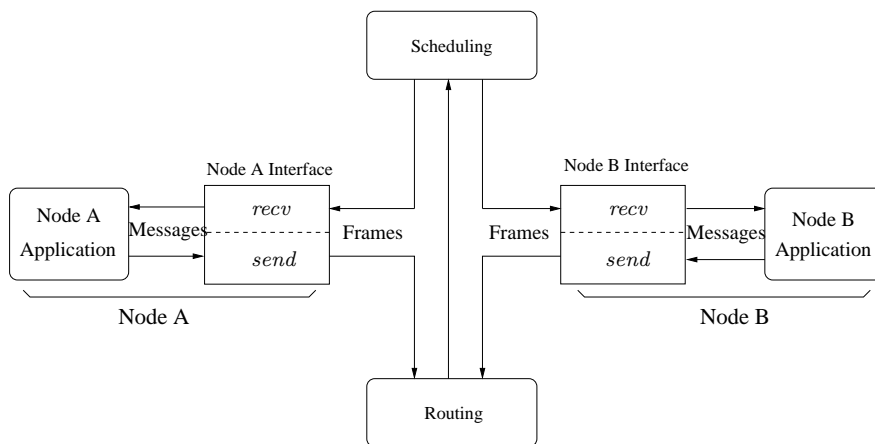 Scheduling
Node A Interface
Node B Interface
Node A
Application
Messages
recv
send
Frames
Frames
recv
send
Messages
Node B
Application
Node A
Node B
Routing